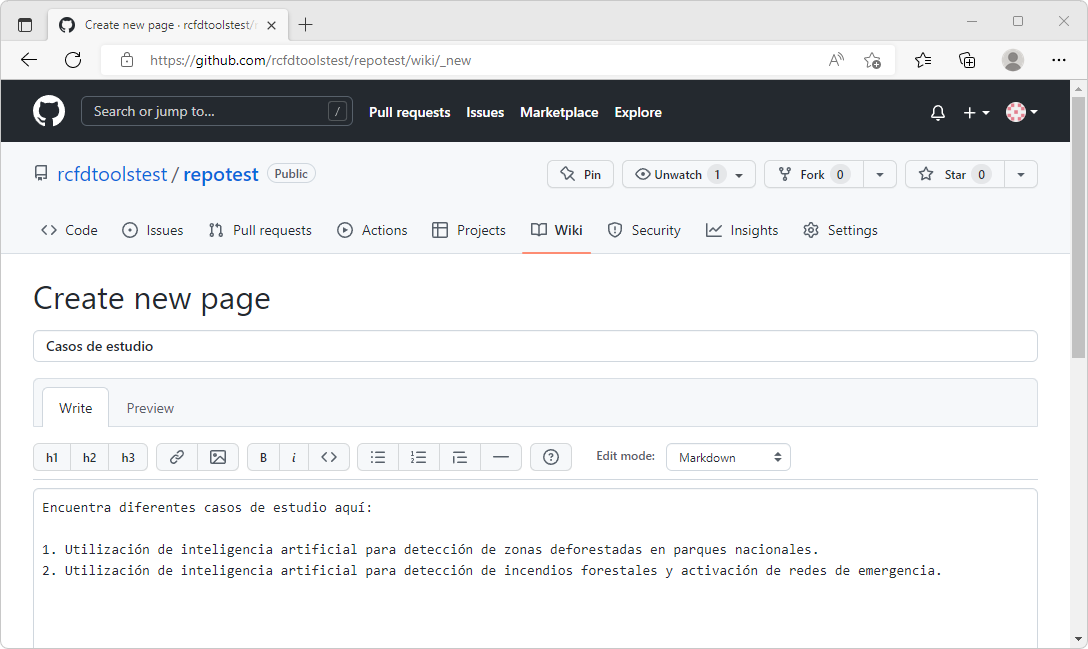 Create new page · rcfdtoolstest/r
https://github.com/rcfdtoolstest/repotest/wiki/_new
Search or jump to... / Pull requests Issues Marketplace Explore
rcfdtoolstest / repotest Public Pin Unwatch 1 Fork 0 Star 0
Code Issues Pull requests Actions Projects Wiki Security Insights Settings
Create new page
Casos de estudio
Write Preview
h1 h2 h3 B i Edit mode: Markdown
Encuentra diferentes casos de estudio aquí:
1. Utilización de inteligencia artificial para detección de zonas deforestadas en parques nacionales.
2. Utilización de inteligencia artificial para detección de incendios forestales y activación de redes de emergencia.